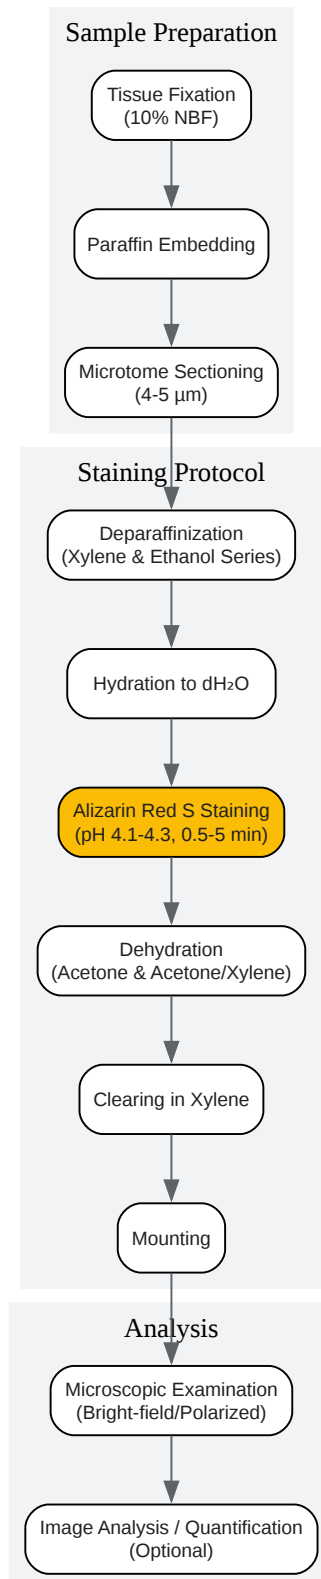 Sample Preparation
Tissue Fixation
(10% NBF)
Paraffin Embedding
Microtome Sectioning
(4-5 µm)
Staining Protocol
Deparaffinization
(Xylene & Ethanol Series)
Hydration to dH₂O
Alizarin Red S Staining
(pH 4.1-4.3, 0.5-5 min)
Dehydration
(Acetone & Acetone/Xylene)
Clearing in Xylene
Mounting
Analysis
Microscopic Examination
(Bright-field/Polarized)
Image Analysis / Quantification
(Optional)